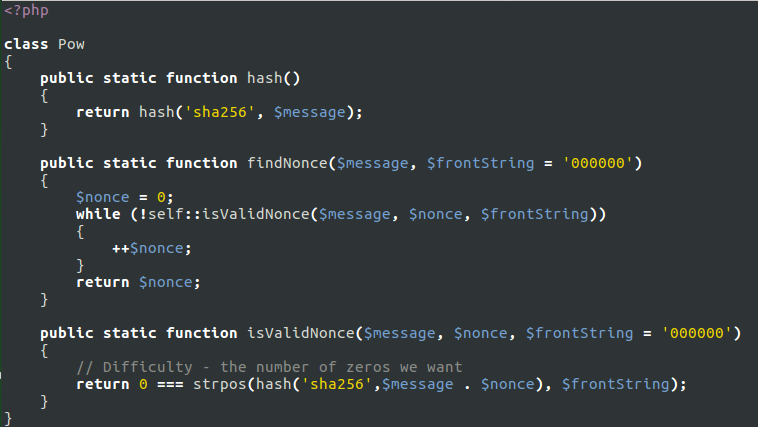 <?php
class Pow
{
    public static function hash()
    {
        return hash('sha256', $message);
    }
    public static function findNonce($message, $frontString = '000000')
    {
        $nonce = 0;
        while (!self::isValidNonce($message, $nonce, $frontString))
        {
            ++$nonce;
        }
        return $nonce;
    }
    public static function isValidNonce($message, $nonce, $frontString = '000000')
    {
        // Difficulty - the number of zeros we want
        return 0 === strpos(hash('sha256',$message . $nonce), $frontString);
    }
}